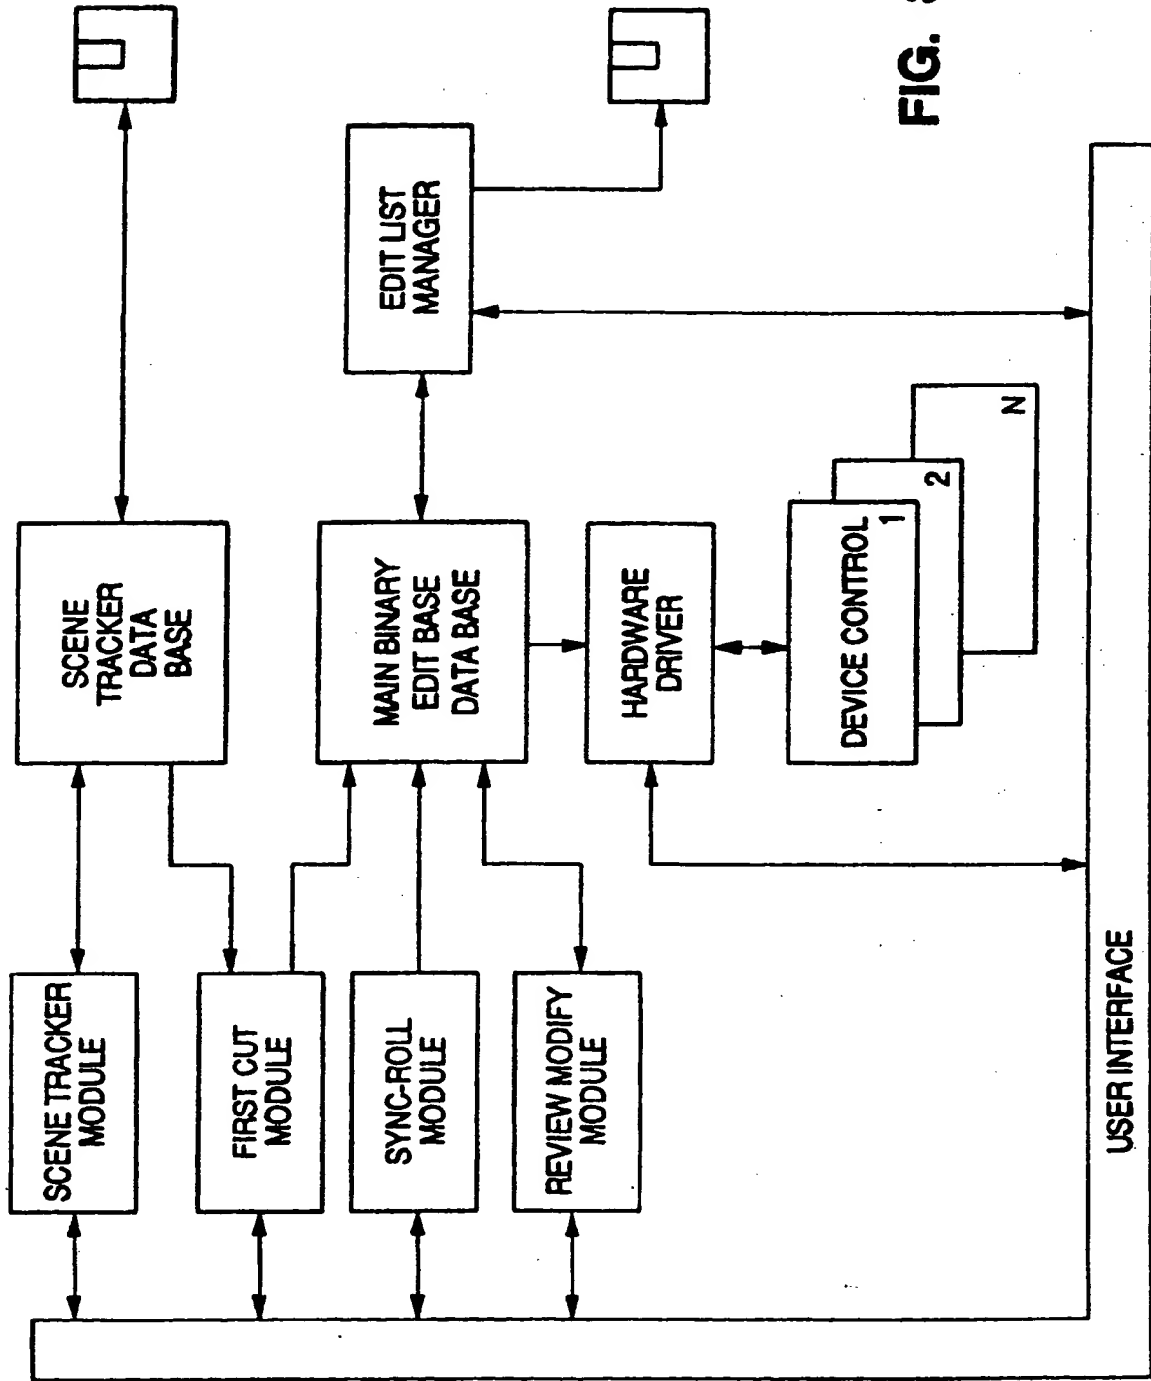 SCENE TRACKER
MODULE
SCENE
TRACKER
DATA
BASE
FIRST CUT
MODULE
SYNC-ROLL
MODULE
REVIEW MODIFY
MODULE
MAIN BINARY
EDIT BASE
DATA BASE
EDIT LIST
MANAGER
HARDWARE
DRIVER
DEVICE CONTROL
1
2
N
USER INTERFACE
FIG.